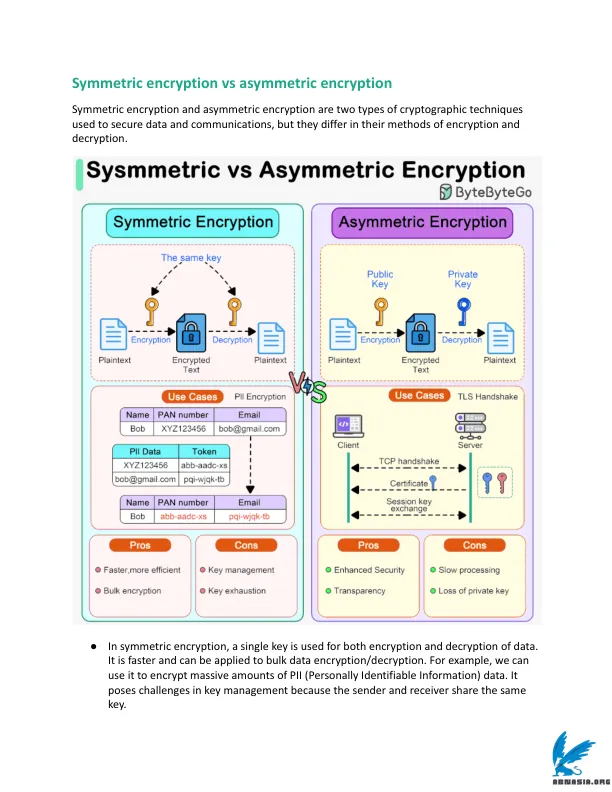 Symmetric encryption vs asymmetric encryption
Symmetric encryption and asymmetric encryption are two types of cryptographic techniques
used to secure data and communications, but they differ in their methods of encryption and
decryption.
Sysmmetric vs Asymmetric Encryption
ByteByteGo
Symmetric Encryption
The same key
Encryption
Decryption
Plaintext
Encrypted
Text
Plaintext
Use Cases
PII Encryption
Name PAN number Email
Bob XYZ123456 bob@gmail.com
PII Data Token
XYZ123456 abb-aadc-xs
bob@gmail.com pqi-wjqk-tb
Name PAN number Email
Bob abb-aadc-xs pqi-wjqk-tb
Pros
Faster,more efficient
Bulk encryption
Cons
Key management
Key exhaustion
VS
Asymmetric Encryption
Public
Key
Private
Key
Encryption
Decryption
Plaintext
Encrypted
Text
Plaintext
Use Cases
TLS Handshake
Client
Server
TCP handshake
Certificate
Session key
exchange
Pros
Enhanced Security
Transparency
Cons
Slow processing
Loss of private key
● In symmetric encryption, a single key is used for both encryption and decryption of data.
It is faster and can be applied to bulk data encryption/decryption. For example, we can
use it to encrypt massive amounts of PII (Personally Identifiable Information) data. It
poses challenges in key management because the sender and receiver share the same
key.
ABNASIA.ORG